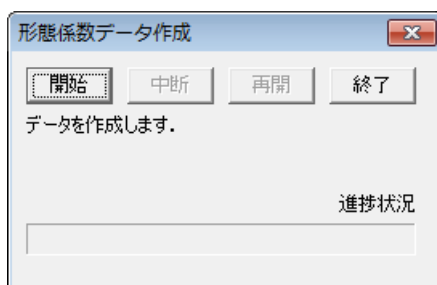 形態係数データ作成
開始 中断 再開 終了
データを作成します.
進捗状況